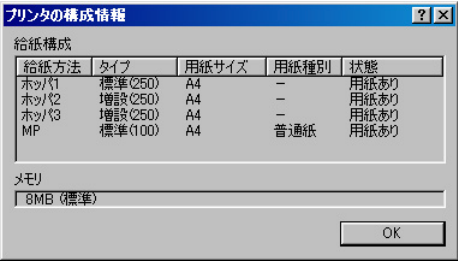 プリンタの構成情報
給紙構成
給紙方法 タイプ 用紙サイズ 用紙種別 状態
ホッパ1 標準(250) A4 － 用紙あり
ホッパ2 増設(250) A4 － 用紙あり
ホッパ3 増設(250) A4 － 用紙あり
MP 標準(100) A4 普通紙 用紙あり
メモリ
8MB (標準)
OK